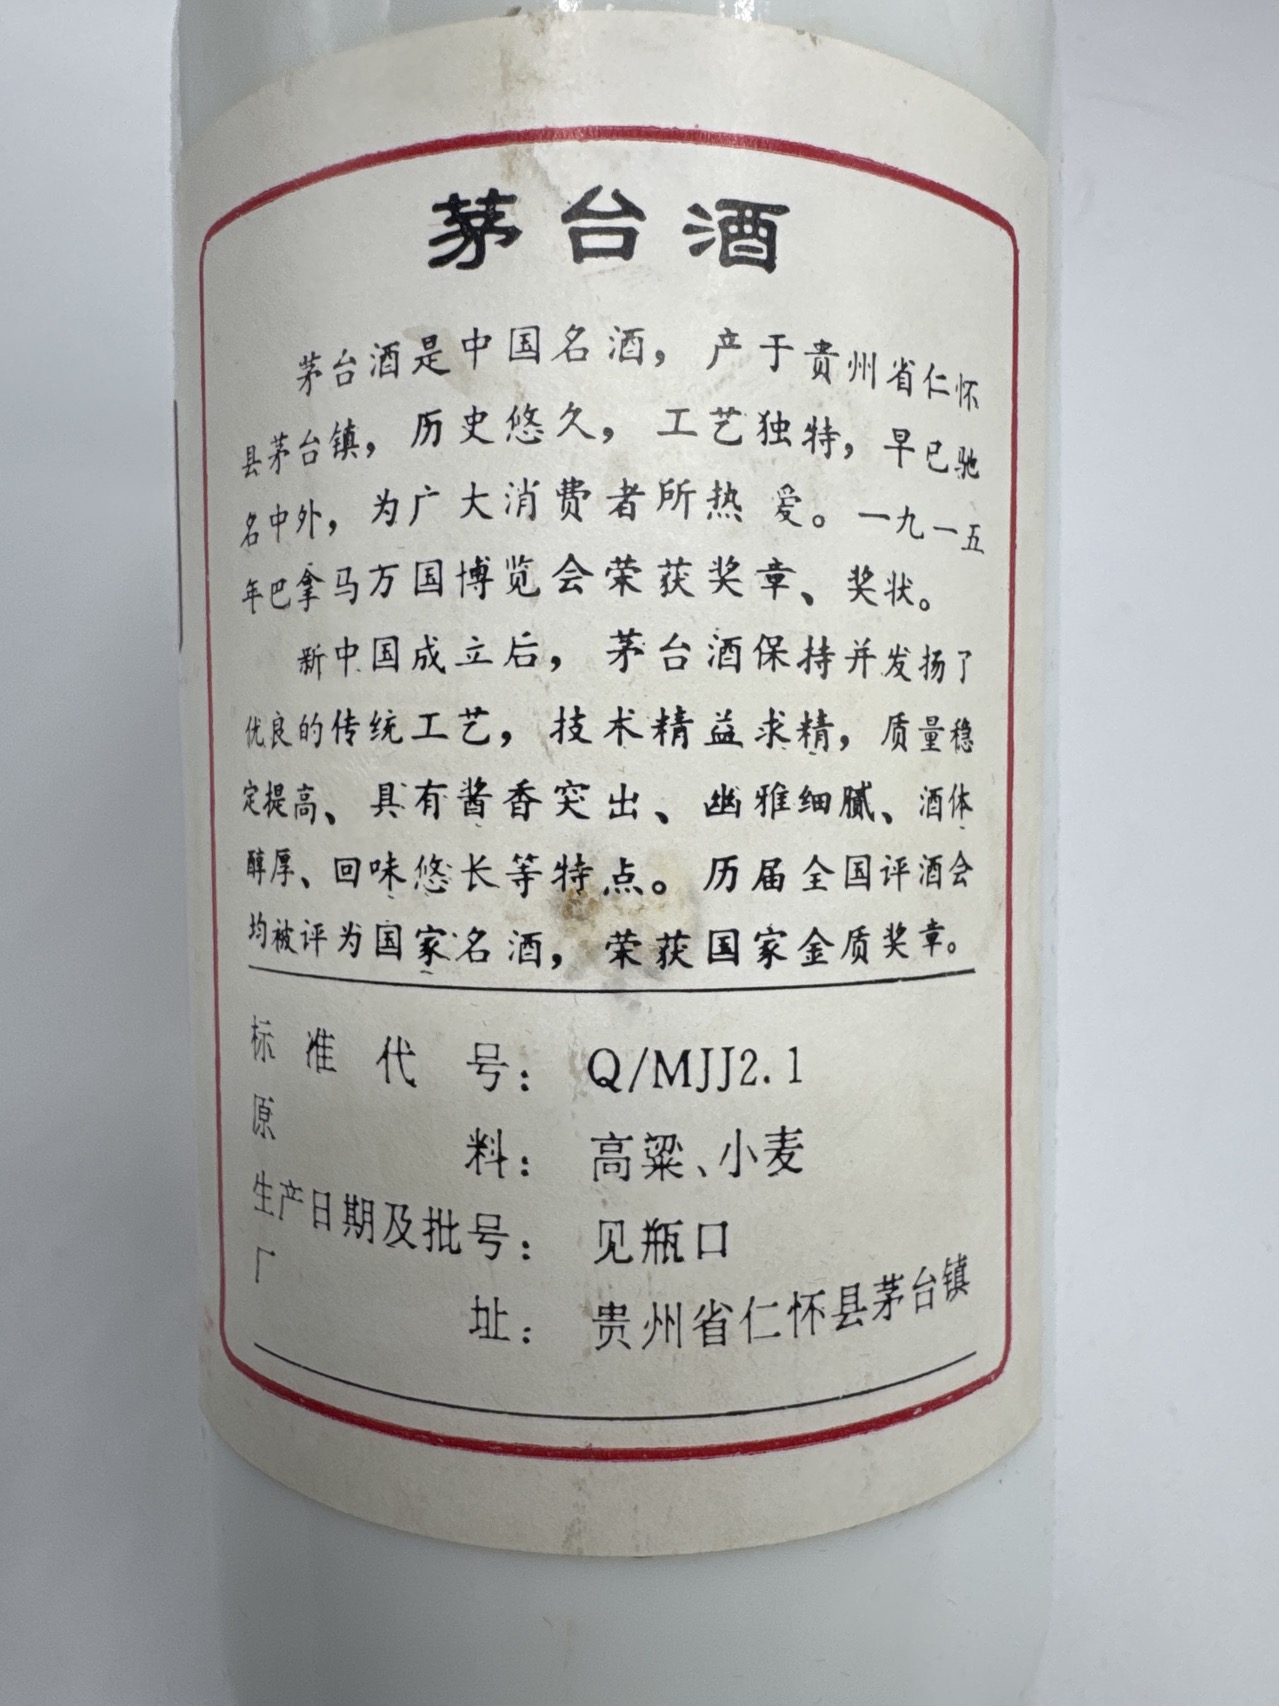 茅台酒
茅台酒是中国名酒，产于贵州省仁怀
县茅台镇，历史悠久，工艺独特，早已驰
名中外，为广大消费者所热爱。一九一五
年巴拿马万国博览会荣获奖章、奖状。
新中国成立后，茅台酒保持并发扬了
优良的传统工艺，技术精益求精，质量稳
定提高、具有酱香突出、幽雅细腻、酒体
醇厚、回味悠长等特点。历届全国评酒会
均被评为国家名酒，荣获国家金质奖章。
标准代号：Q/MJJ2.1
原料：高粱、小麦
生产日期及批号：见瓶口
厂址：贵州省仁怀县茅台镇